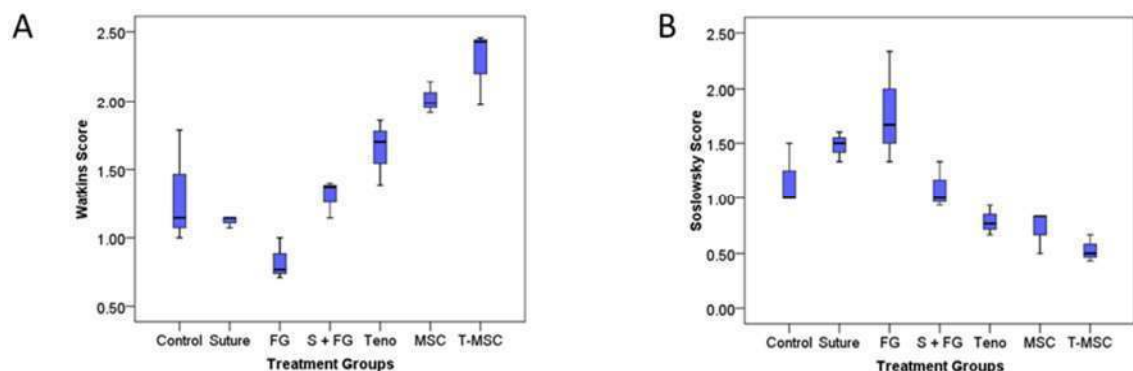 A
Watkins Score
2.50
2.00
1.50
1.00
0.50
Control Suture FG S + FG Teno MSC T-MSC
Treatment Groups
B
Soslowsky Score
2.50
2.00
1.50
1.00
0.50
0.00
Control Suture FG S + FG Teno MSC T-MSC
Treatment Groups